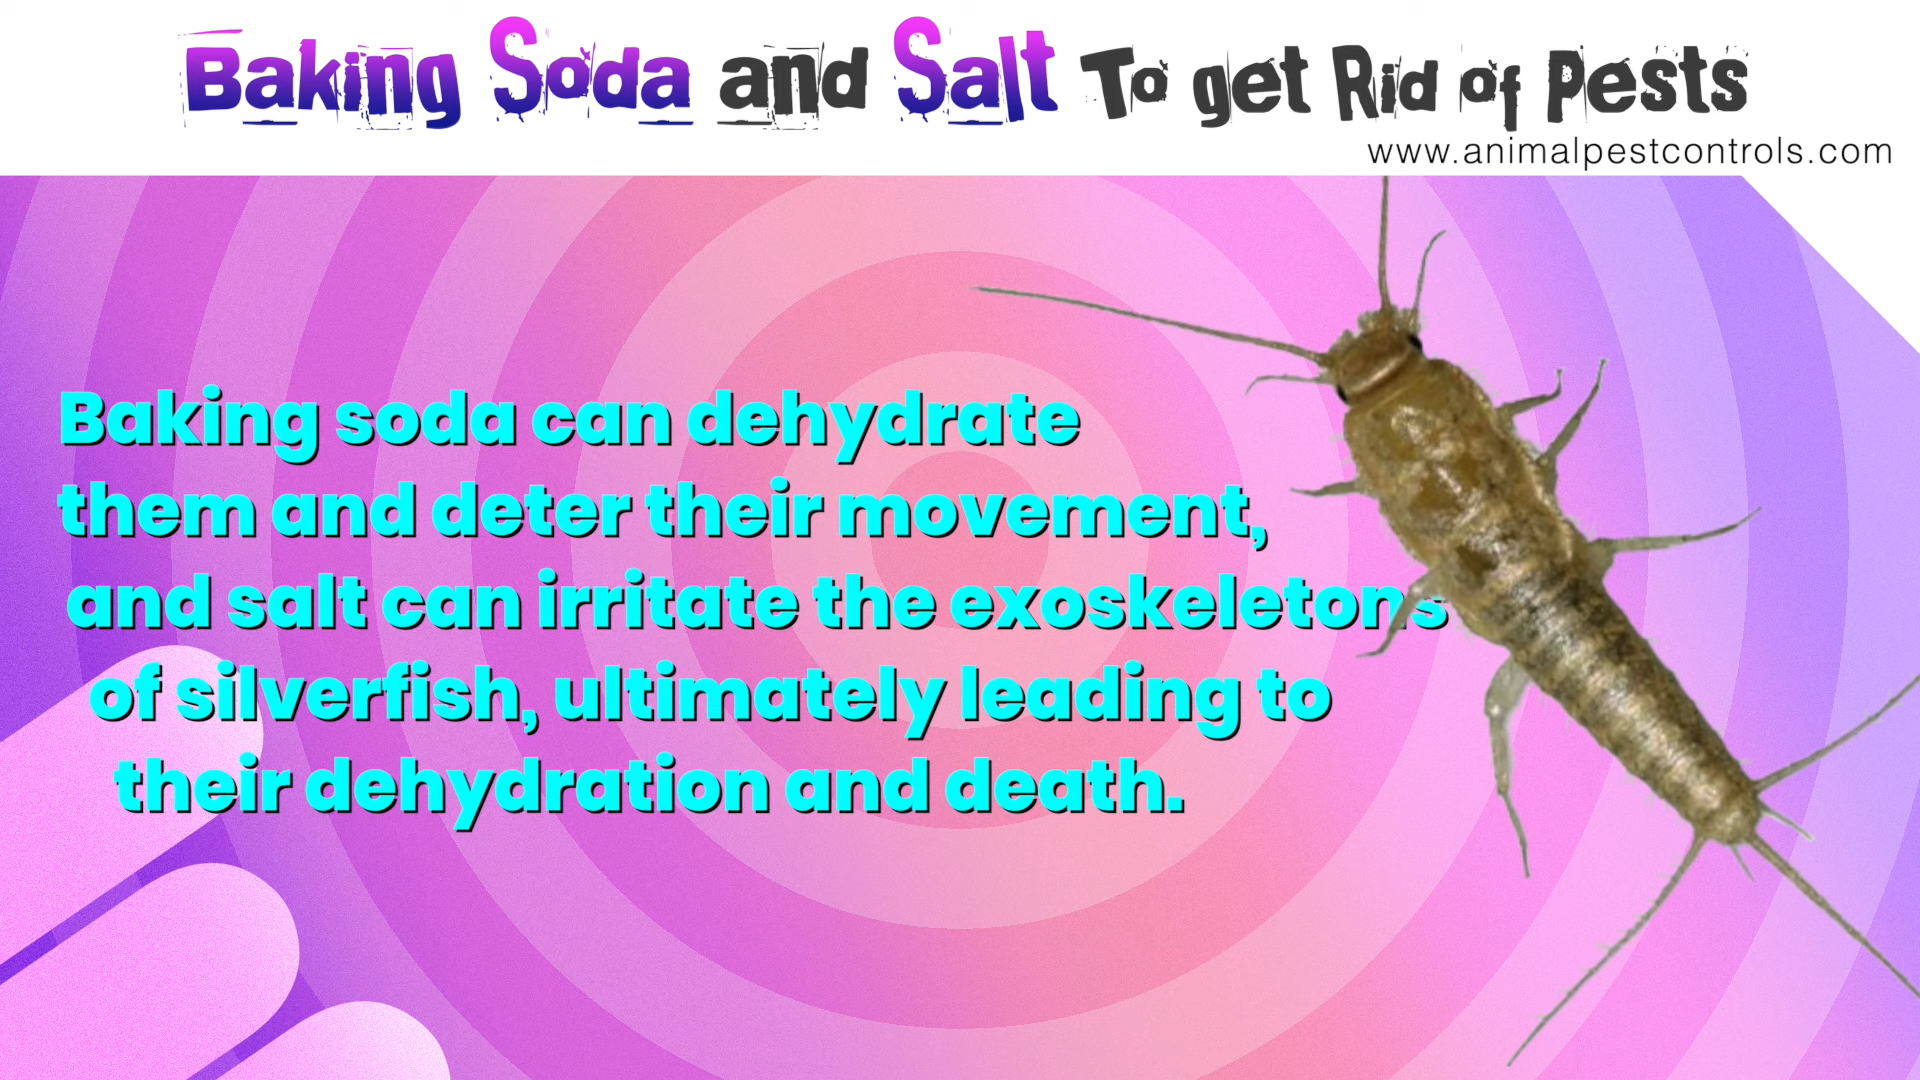 Baking Soda and Salt To get Rid of Pests
www.animalpestcontrols.com
Baking soda can dehydrate
them and deter their movement,
and salt can irritate the exoskeletons
of silverfish, ultimately leading to
their dehydration and death.